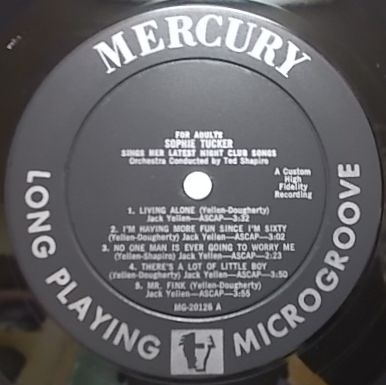 MERCURY
FOR ADULTS
SOPHIE TUCKER
SINGS HER LATEST NIGHT CLUB SONGS
Orchestra Conducted by Ted Shapiro
A Custom
High
Fidelity
Recording
1. LIVING ALONE (Yellen-Dougherty)
Jack Yellen—ASCAP—3:32
2. I'M HAVING MORE FUN SINCE I'M SIXTY
(Yellen-Dougherty) Jack Yellen—ASCAP—3:02
3. NO ONE MAN IS EVER GOING TO WORRY ME
(Yellen-Shapiro) Jack Yellen—ASCAP—2:23
4. THERE'S A LOT OF LITTLE BOY
(Yellen-Dougherty) Jack Yellen—ASCAP—3:50
5. MR. FINK (Yellen-Dougherty)
Jack Yellen—ASCAP—3:55
MG-20126 A
LONG PLAYING
MICROGROOVE